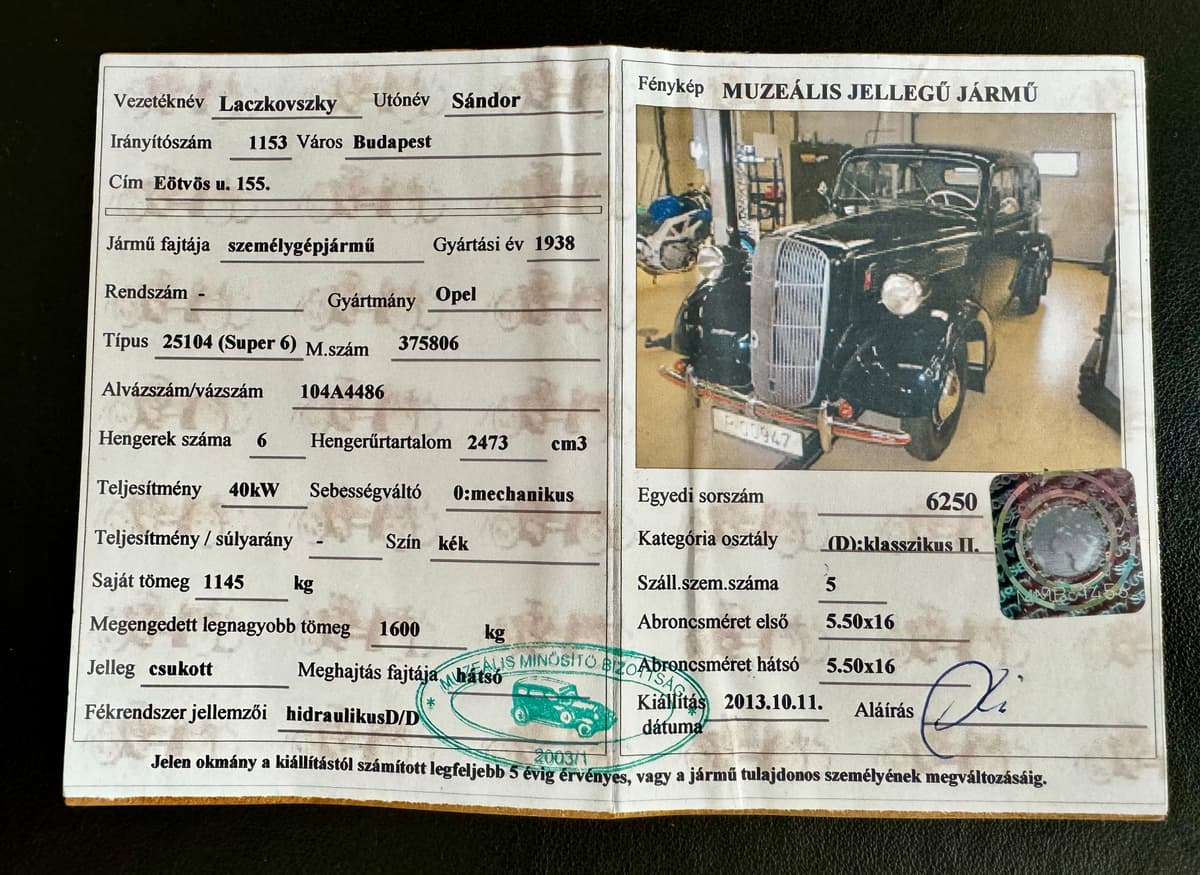 Vezetéknév Laczkovszky Utónév Sándor
Irányítószám 1153 Város Budapest
Cím Eötvös u. 155.
Jármű fajtája személygépjármű Gyártási év 1938
Rendszám - Gyártmány Opel
Típus 25104 (Super 6) M.szám 375806
Alvázszám/vázszám 104A4486
Hengerek száma 6 Hengerűrtartalom 2473 cm3
Teljesítmény 40kW Sebességváltó 0:mechanikus
Teljesítmény / súlyarány - Szín kék
Saját tömeg 1145 kg
Megengedett legnagyobb tömeg 1600 kg
Jelleg csukott Meghajtás fajtája hátsó
Fékrendszer jellemzői hidraulikusD/D
MUZEÁLIS MINŐSÍTŐ BIZOTTSÁG
2003/1
Fénykép MUZEÁLIS JELLEGŰ JÁRMŰ
P-00947
Egyedi sorszám 6250
Kategória osztály (D):klasszikus II.
Száll.szem.száma 5
Abroncsméret első 5.50x16
Abroncsméret hátsó 5.50x16
Kiállítás dátuma 2013.10.11. Aláírás
Jelen okmány a kiállítástól számított legfeljebb 5 évig érvényes, vagy a jármű tulajdonos személyének megváltozásáig.